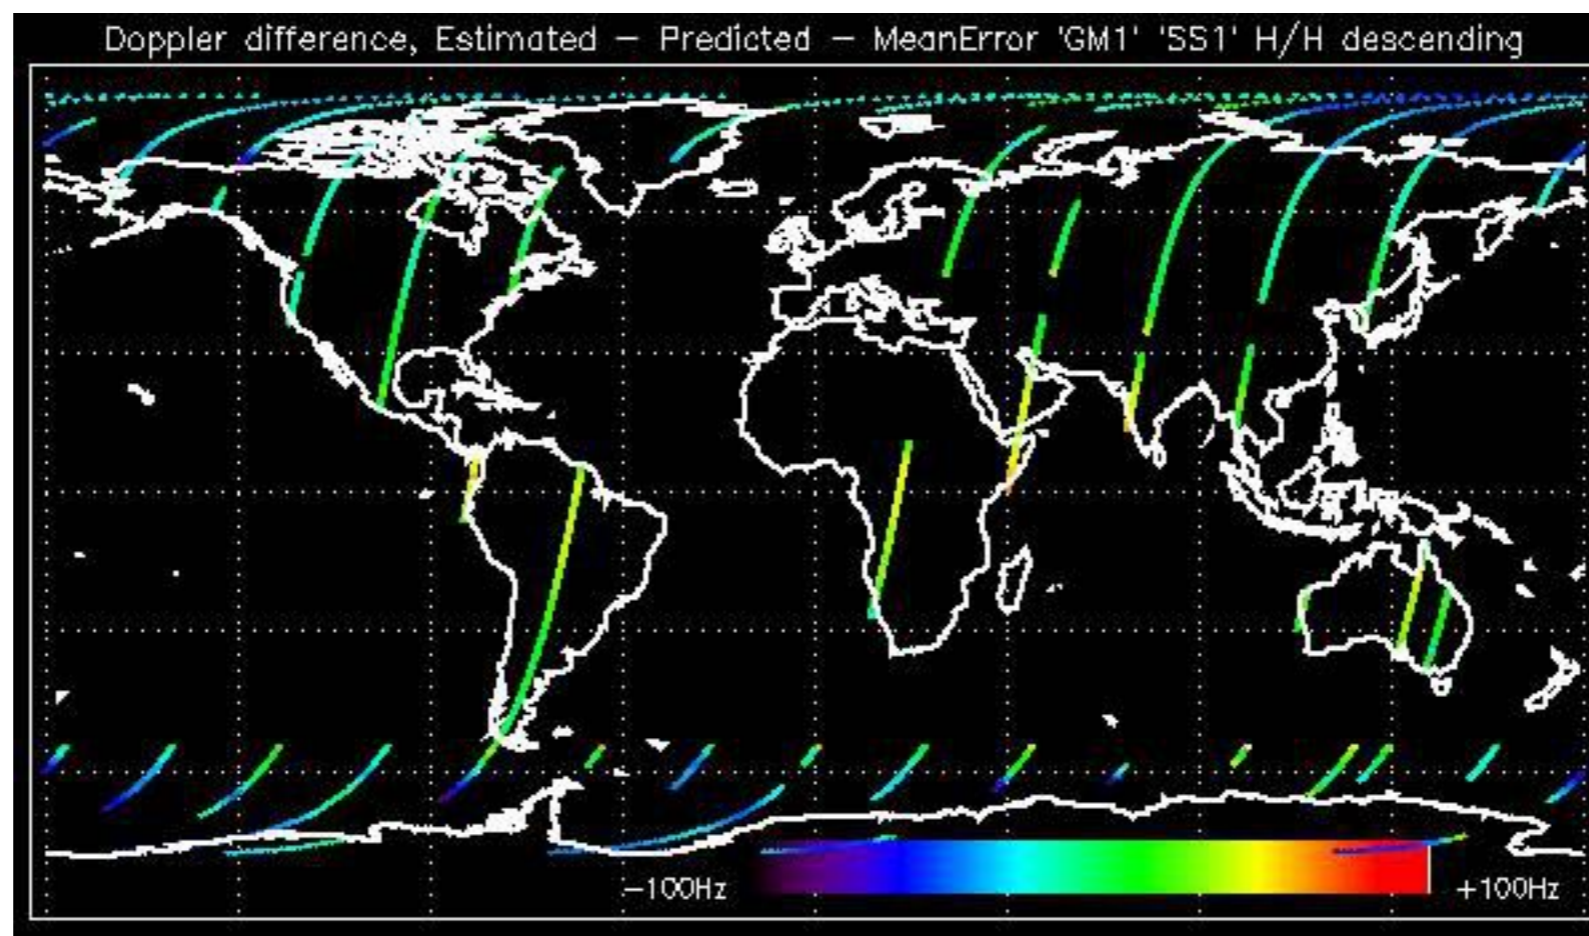 Doppler difference, Estimated – Predicted – MeanError 'GM1' 'SS1' H/H descending
–100Hz +100Hz